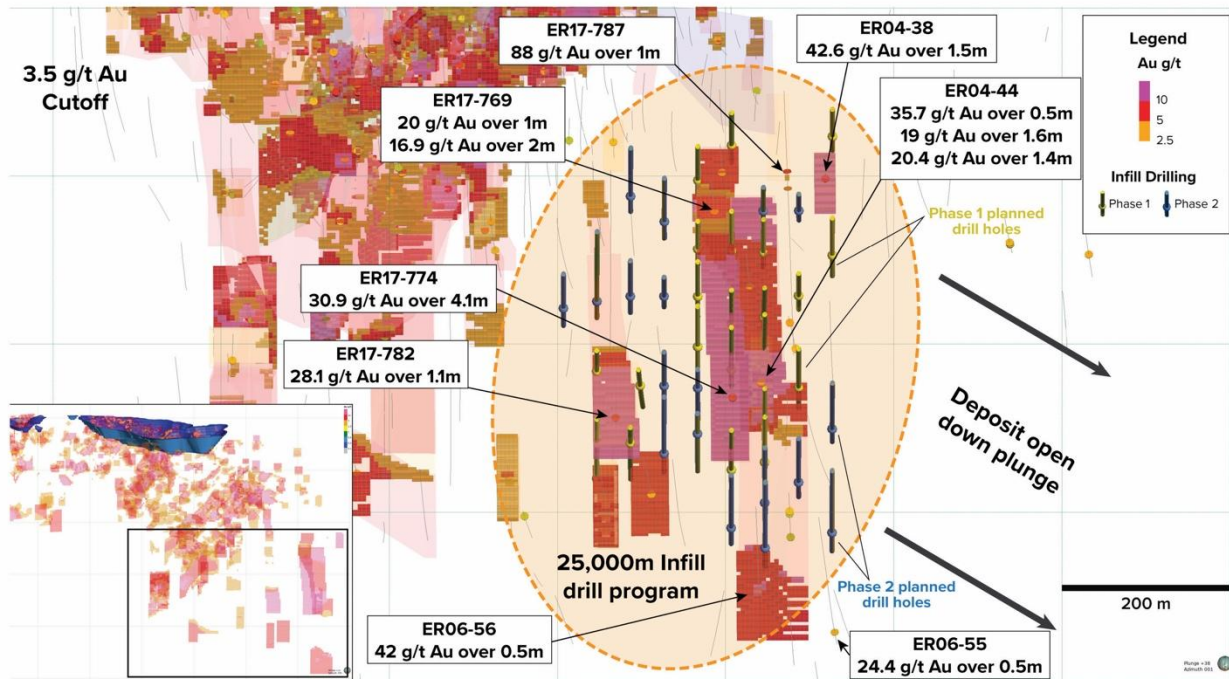 3.5 g/t Au
Cutoff
ER17-787
88 g/t Au over 1m
ER04-38
42.6 g/t Au over 1.5m
ER17-769
20 g/t Au over 1m
16.9 g/t Au over 2m
ER04-44
35.7 g/t Au over 0.5m
19 g/t Au over 1.6m
20.4 g/t Au over 1.4m
Legend
Au g/t
10
5
2.5
Infill Drilling
Phase 1
Phase 2
Phase 1 planned
drill holes
ER17-774
30.9 g/t Au over 4.1m
ER17-782
28.1 g/t Au over 1.1m
Deposit open
down plunge
25,000m Infill
drill program
Phase 2 planned
drill holes
200 m
ER06-56
42 g/t Au over 0.5m
ER06-55
24.4 g/t Au over 0.5m